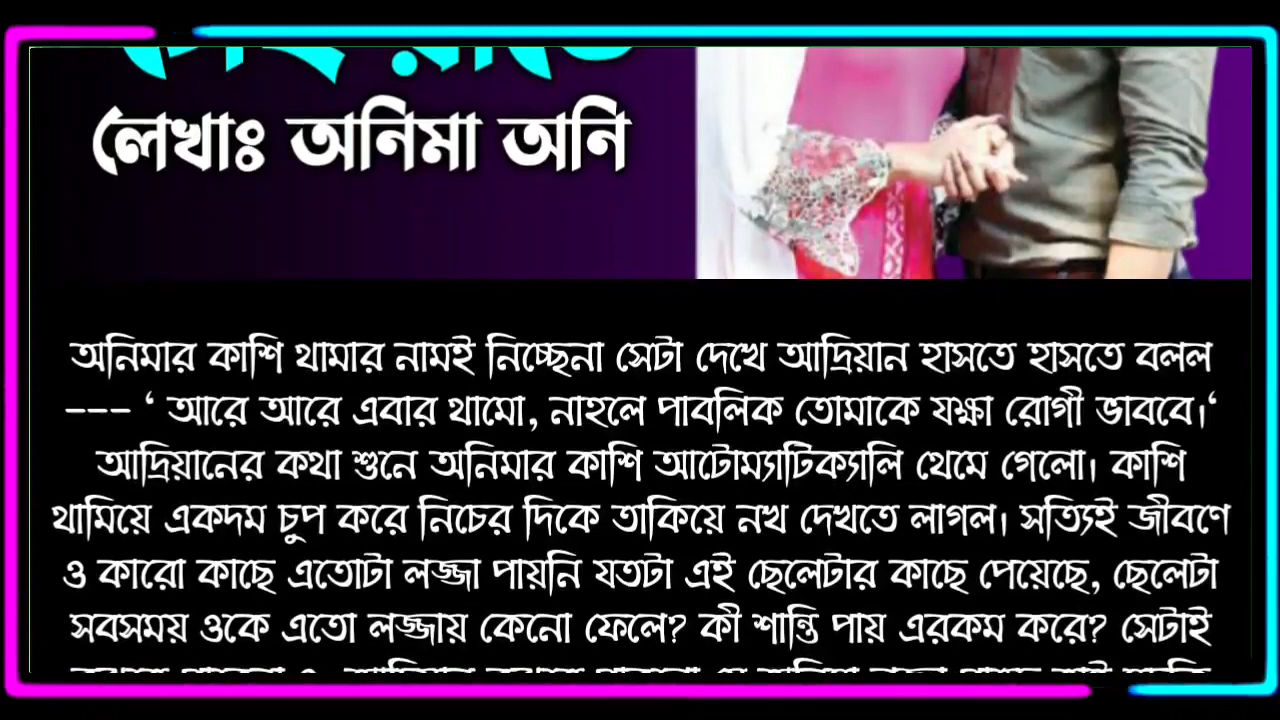 লেখাঃ অনিমা অনি
অনিমার কাশি থামার নামই নিচ্ছেনা সেটা দেখে আদ্রিয়ান হাসতে হাসতে বলল
--- ‘ আরে আরে এবার থামো, নাহলে পাবলিক তোমাকে যক্ষা রোগী ভাববে।‘
আদ্রিয়ানের কথা শুনে অনিমার কাশি আটোম্যাটিক্যালি থেমে গেলো। কাশি
থামিয়ে একদম চুপ করে নিচের দিকে তাকিয়ে নখ দেখতে লাগল। সত্যিই জীবণে
ও কারো কাছে এতোটা লজ্জা পায়নি যতটা এই ছেলেটার কাছে পেয়েছে, ছেলেটা
সবসময় ওকে এতো লজ্জায় কেনো ফেলে? কী শান্তি পায় এরকম করে? সেটাই